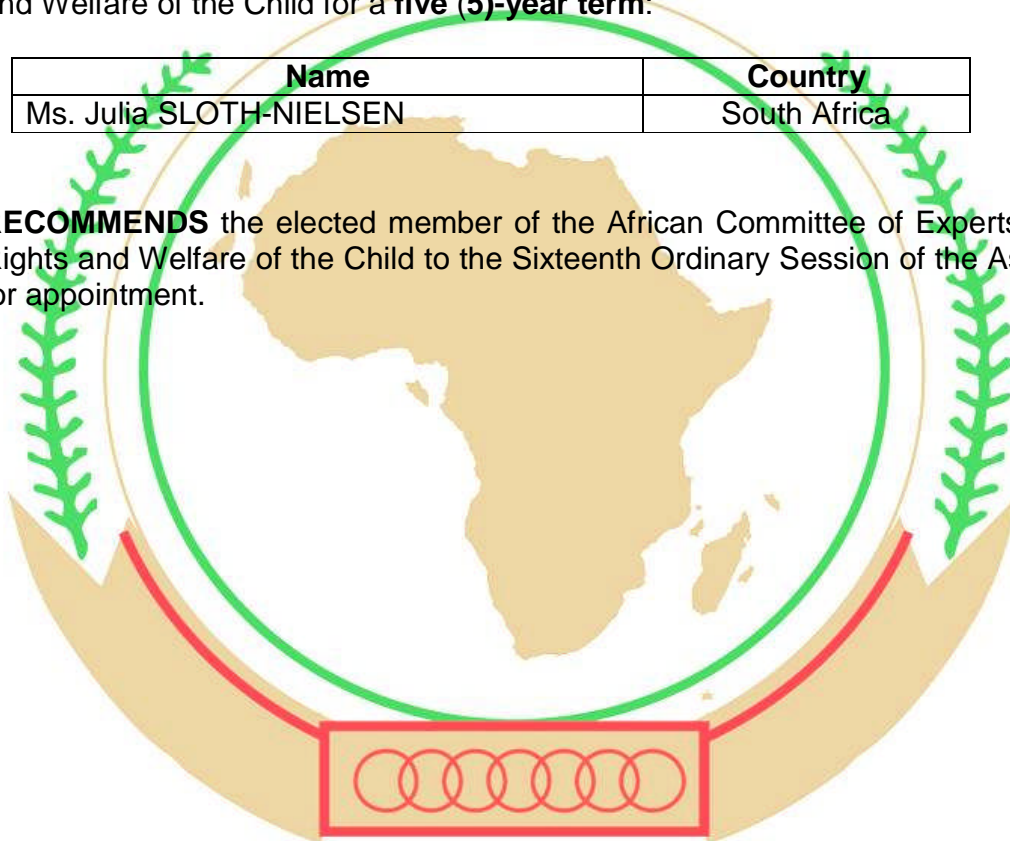 nd Welfare of the Child for a five (5)-year term:
Name Country
Ms. Julia SLOTH-NIELSEN South Africa
RECOMMENDS the elected member of the African Committee of Experts
ights and Welfare of the Child to the Sixteenth Ordinary Session of the As
or appointment.